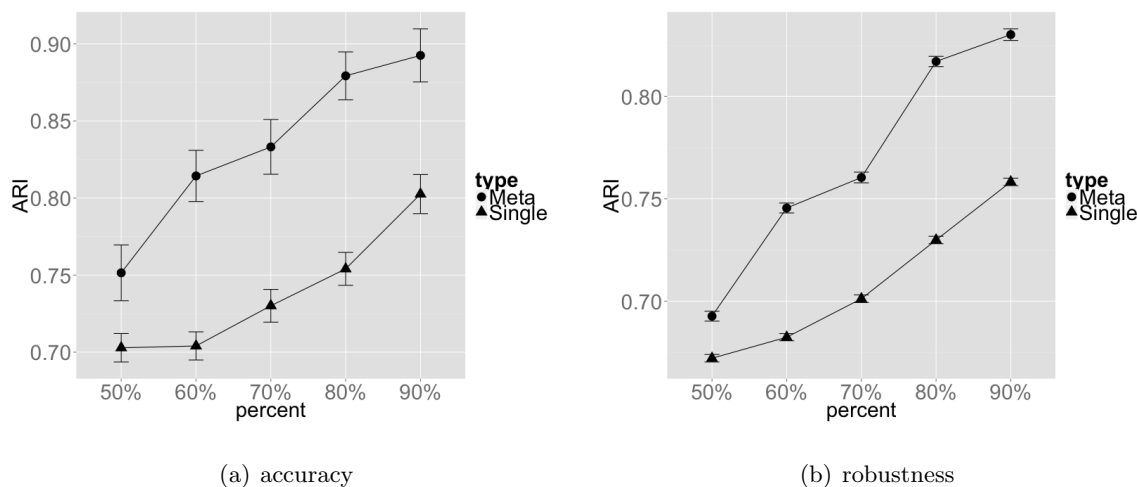 0.90
0.85
0.80
0.75
0.70
ARI
50% 60% 70% 80% 90%
percent
type
Meta
Single
(a) accuracy
0.80
0.75
0.70
ARI
50% 60% 70% 80% 90%
percent
type
Meta
Single
(b) robustness